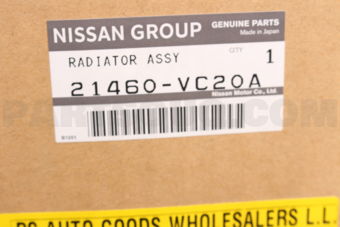 NISSAN GROUP
GENUINE PARTS
Made in Japan
RADIATOR ASSY
QTY
1
21460-VC20A
Nissan Motor Co., Ltd.
AUTO GOODS WHOLESALERS L.L.